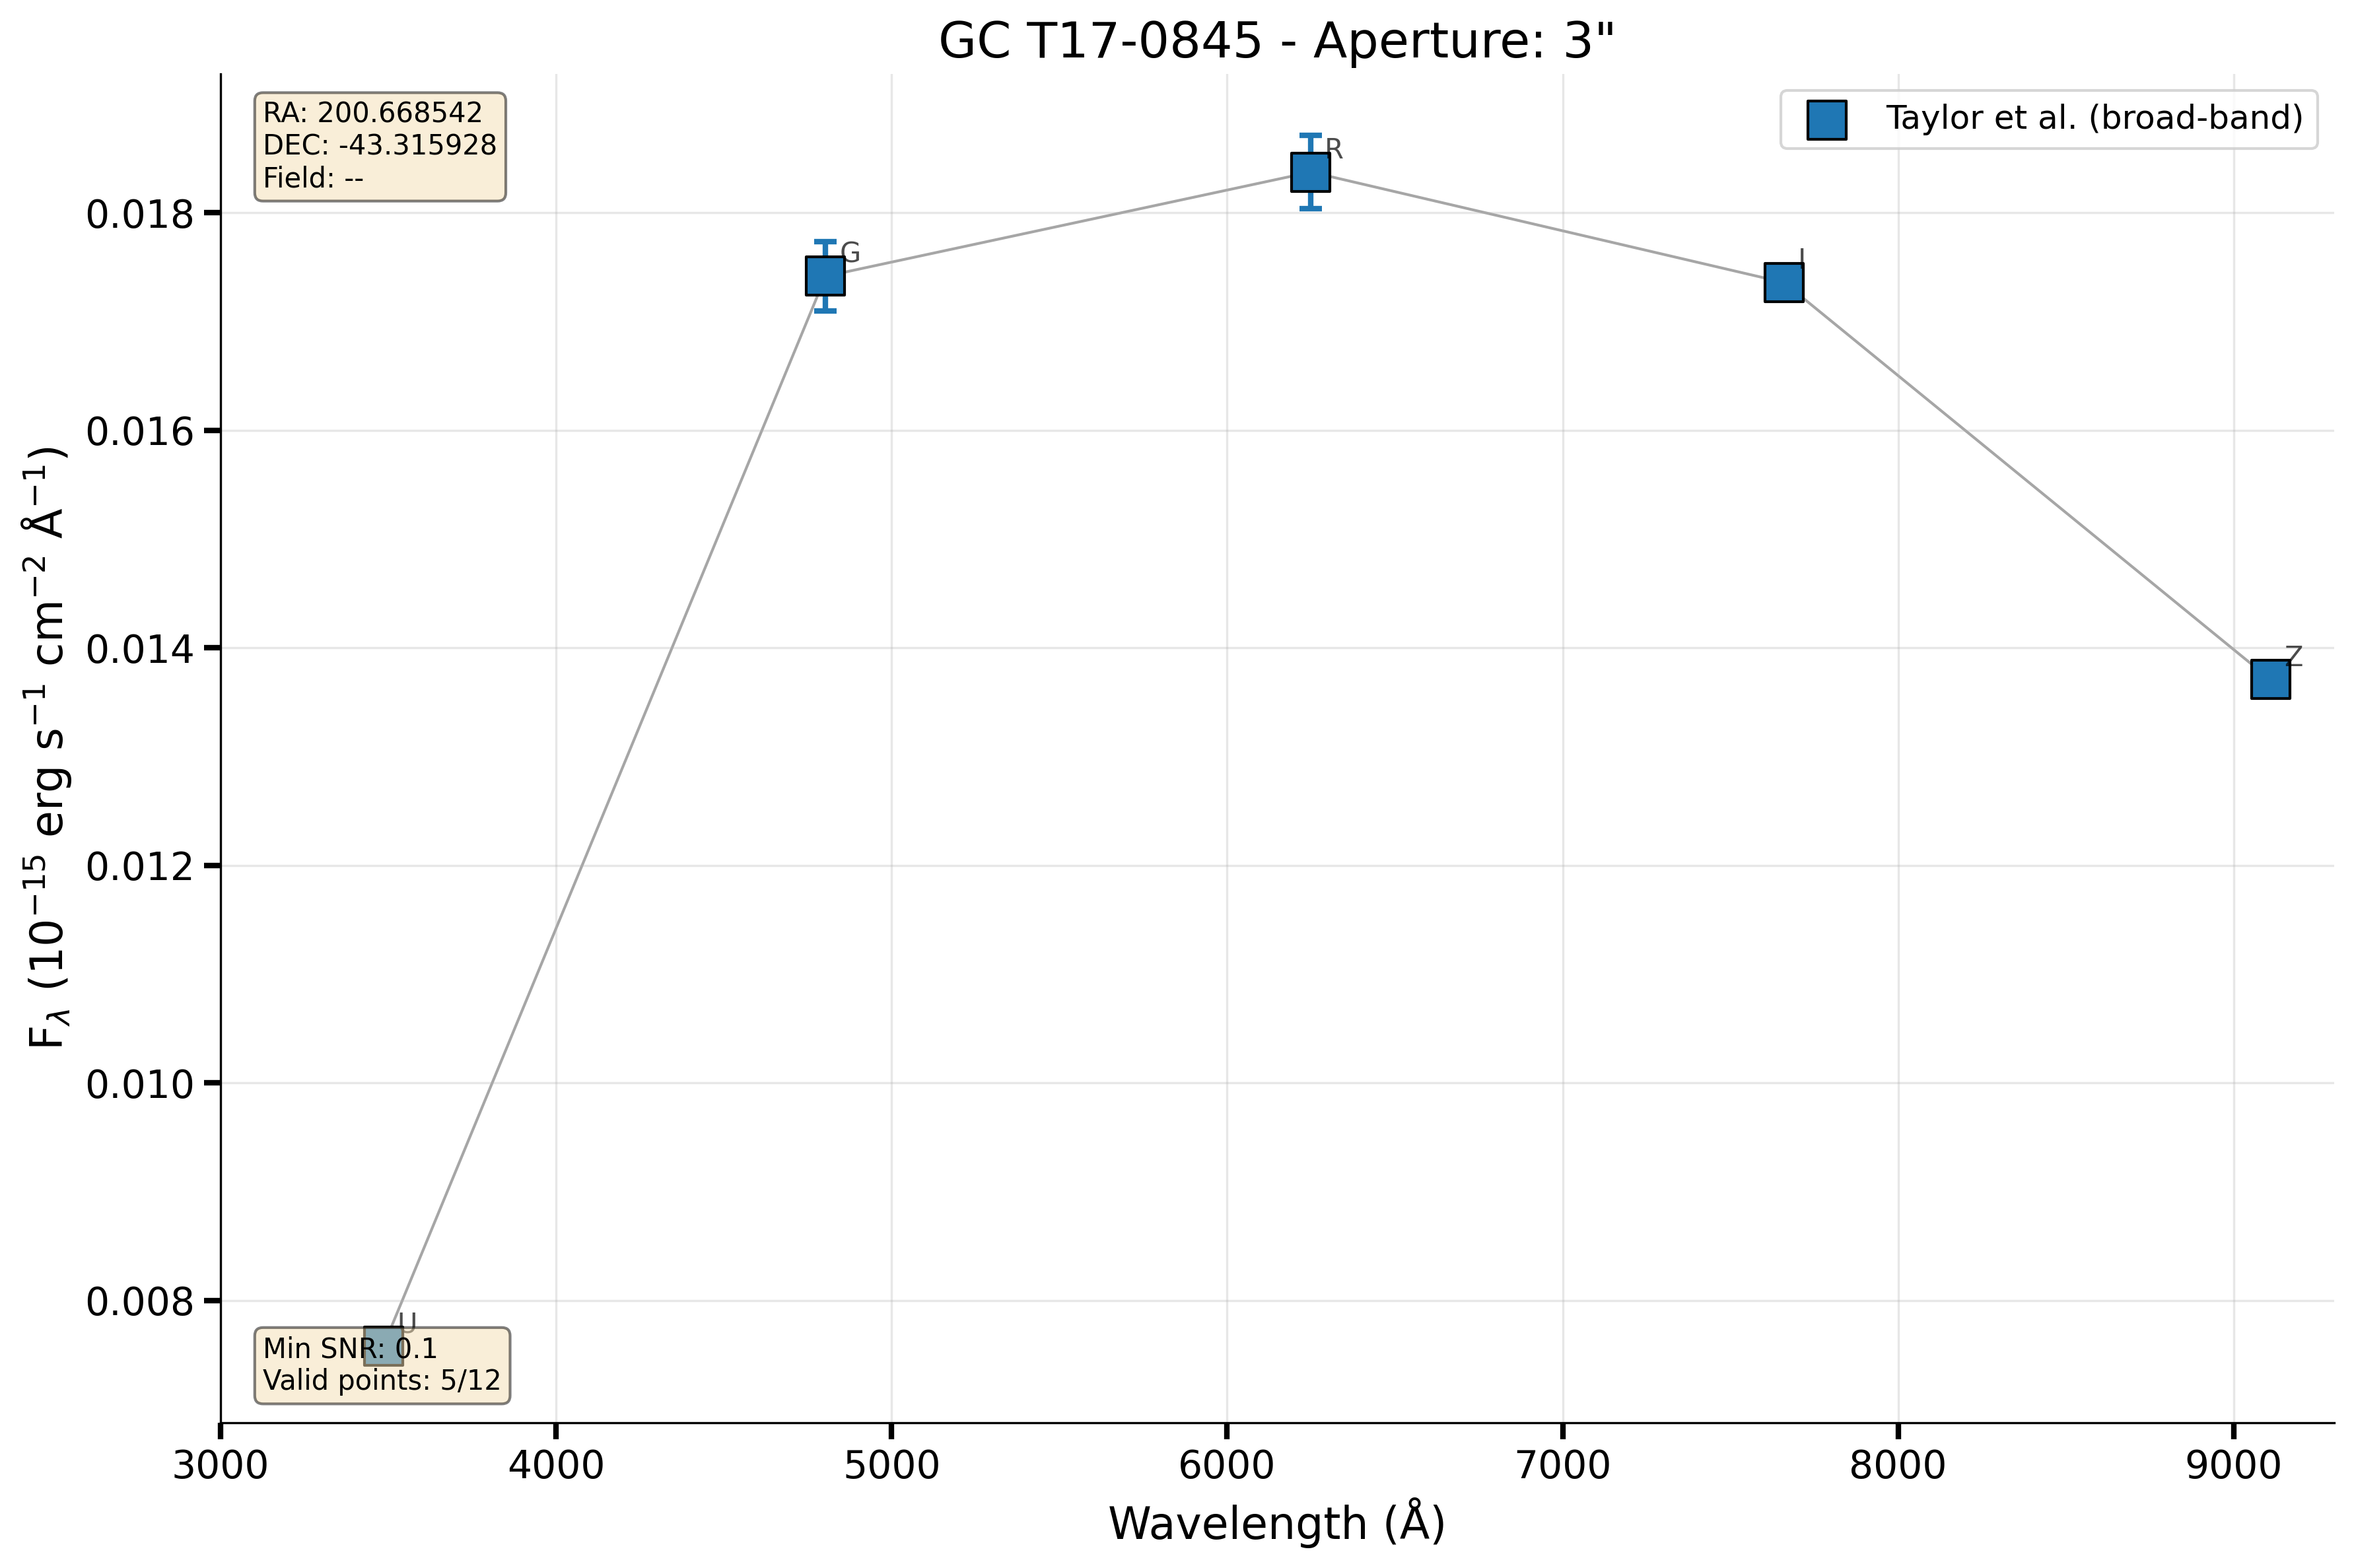 GC T17-0845 - Aperture: 3"
RA: 200.668542
DEC: -43.315928
Field: --
Taylor et al. (broad-band)
R
G
I
Z
U
0.018
0.016
0.014
0.012
0.010
0.008
F_λ (10⁻¹⁵ erg s⁻¹ cm⁻² Å⁻¹)
Min SNR: 0.1
Valid points: 5/12
3000 4000 5000 6000 7000 8000 9000
Wavelength (Å)